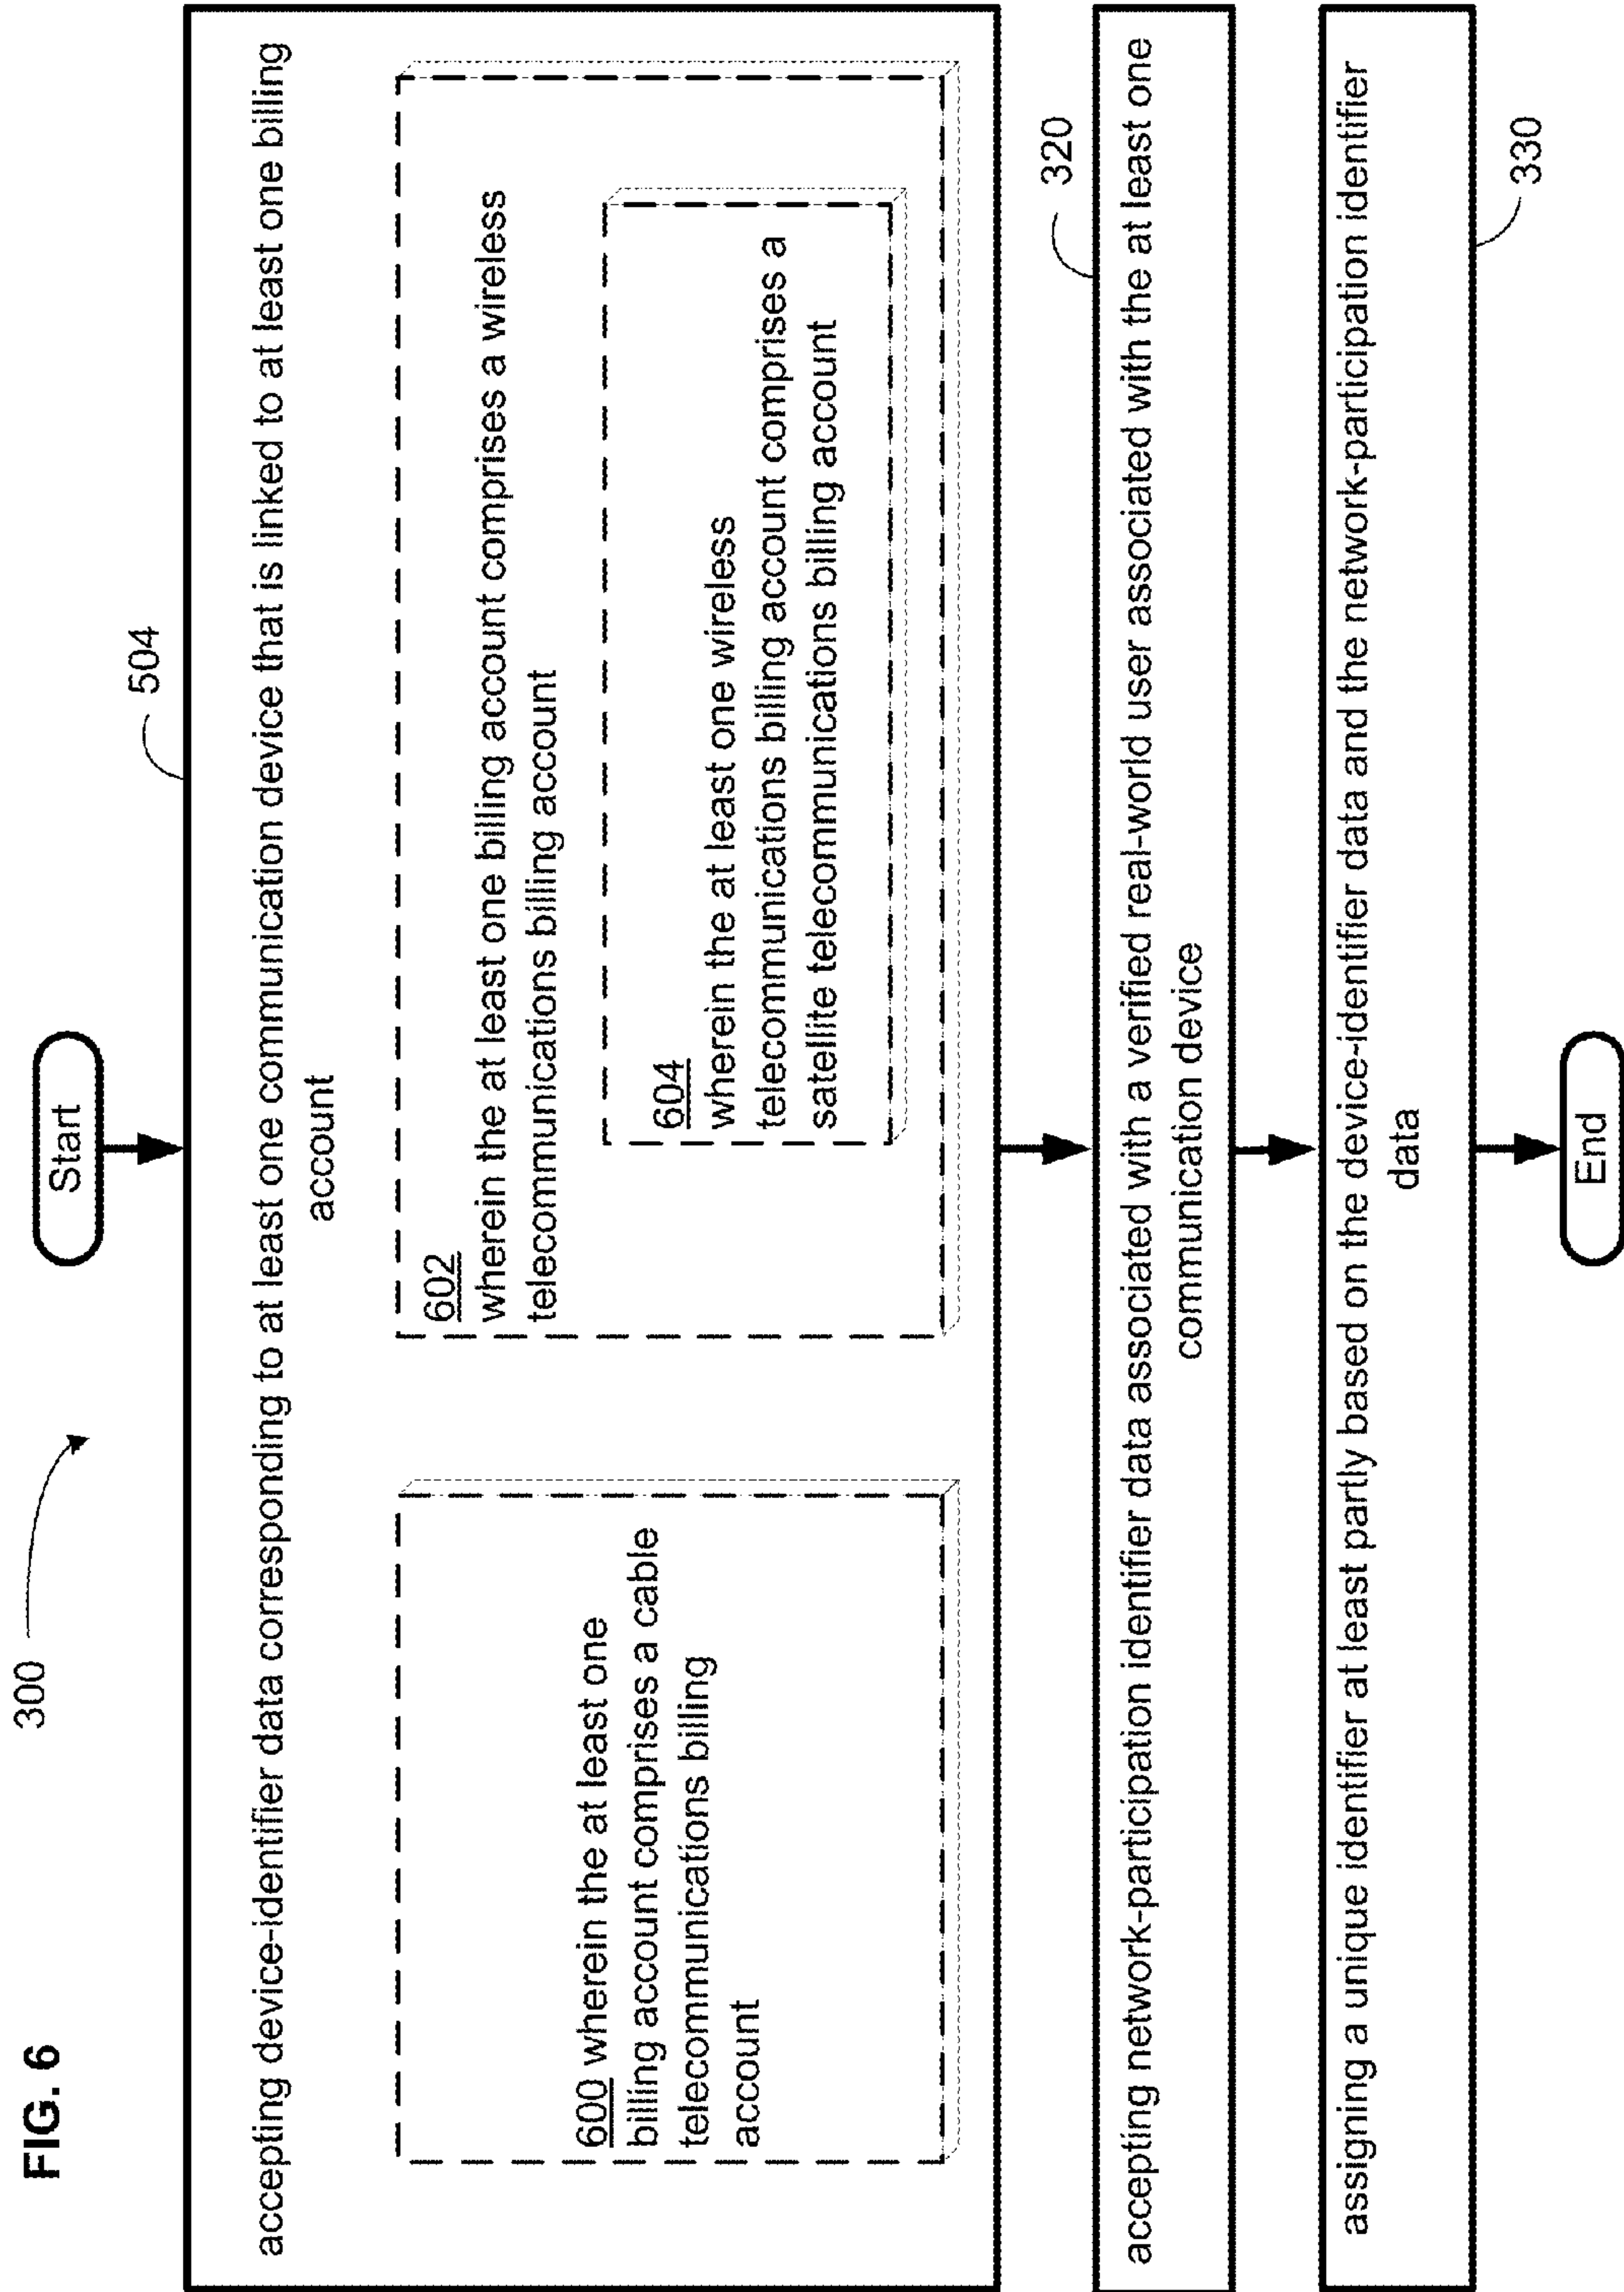 FIG. 6
300
Start
504
accepting device-identifier data corresponding to at least one communication device that is linked to at least one billing
account
600 wherein the at least one
billing account comprises a cable
telecommunications billing
account
602
wherein the at least one billing account comprises a wireless
telecommunications billing account
604
wherein the at least one wireless
telecommunications billing account comprises a
satellite telecommunications billing account
320
accepting network-participation identifier data associated with a verified real-world user associated with the at least one
communication device
assigning a unique identifier at least partly based on the device-identifier data and the network-participation identifier
data
330
End